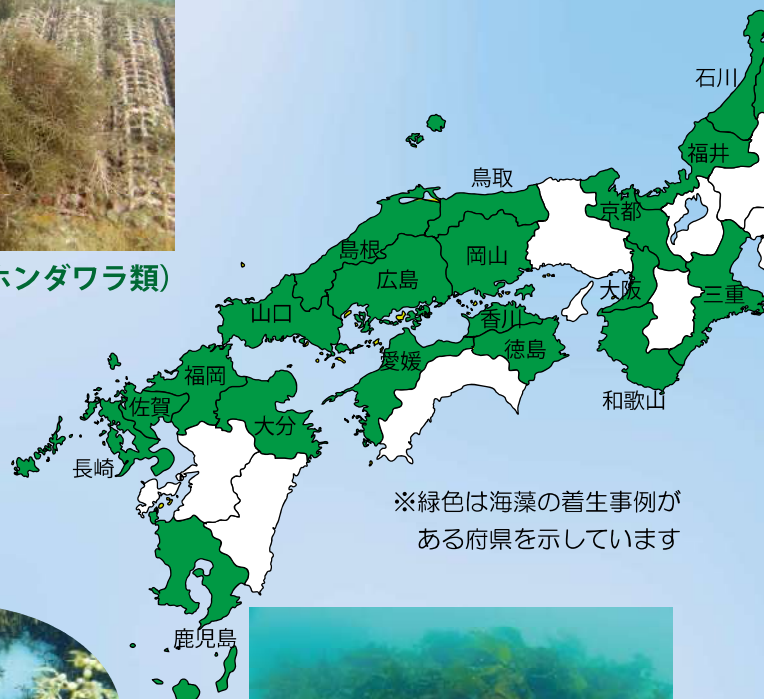 石川
福井
鳥取
京都
島根
岡山
広島
ホンダワラ類）
大阪
三重
山口
香川
徳島
愛媛
福岡
和歌山
佐賀
大分
長崎
※緑色は海藻の着生事例が
ある府県を示しています
鹿児島